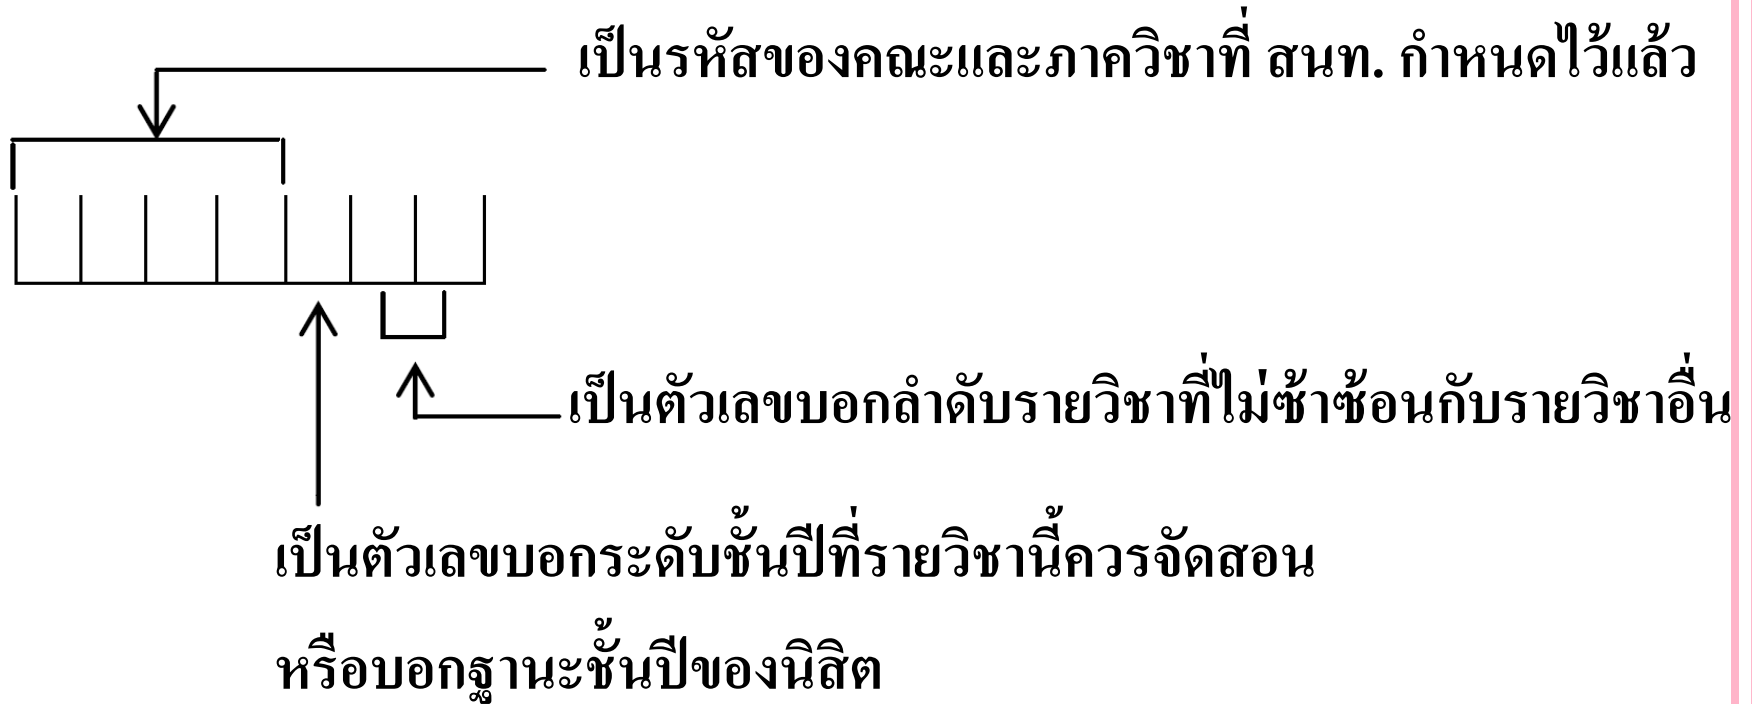 เป็นรหัสของคณะและภาควิชาที่ สนท. กำหนดไว้แล้ว
เป็นตัวเลขบอกลำดับรายวิชาที่ไม่ซ้ำซ้อนกับรายวิชาอื่น
เป็นตัวเลขบอกระดับชั้นปีที่รายวิชานี้ควรจัดสอน
หรือบอกฐานะชั้นปีของนิสิต